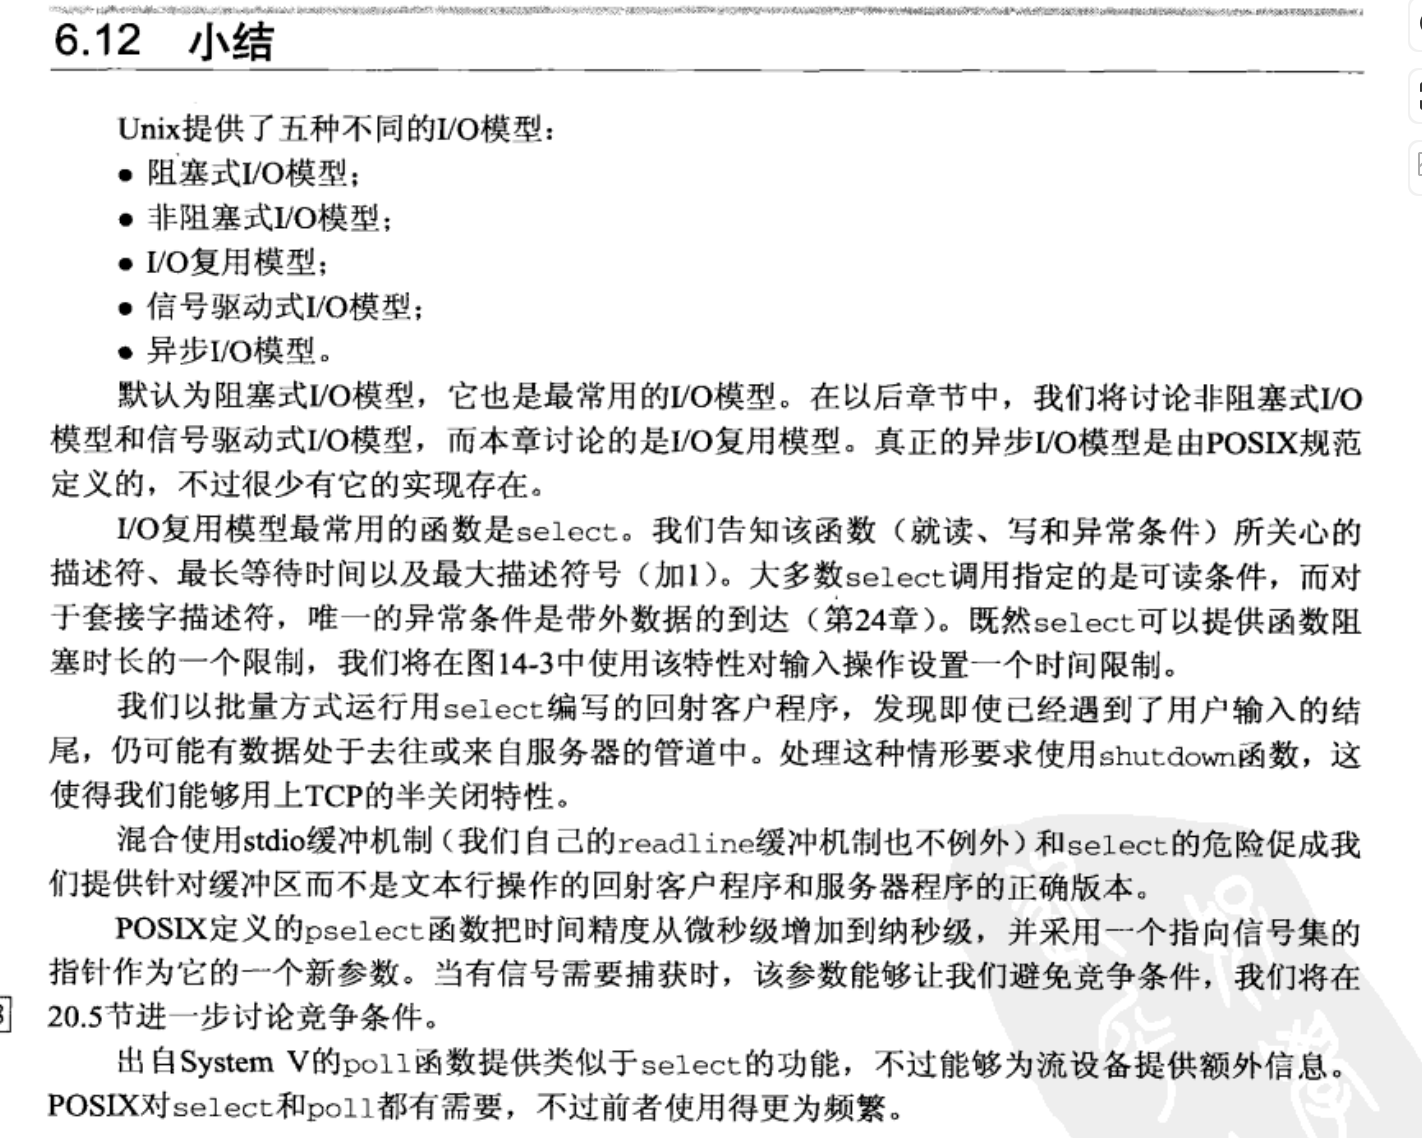 6.12 小结
Unix提供了五种不同的I/O模型：
● 阻塞式I/O模型；
● 非阻塞式I/O模型；
● I/O复用模型；
● 信号驱动式I/O模型；
● 异步I/O模型。
默认为阻塞式I/O模型，它也是最常用的I/O模型。在以后章节中，我们将讨论非阻塞式I/O
模型和信号驱动式I/O模型，而本章讨论的是I/O复用模型。真正的异步I/O模型是由POSIX规范
定义的，不过很少有它的实现存在。
I/O复用模型最常用的函数是select。我们告知该函数（就读、写和异常条件）所关心的
描述符、最长等待时间以及最大描述符号（加1）。大多数select调用指定的是可读条件，而对
于套接字描述符，唯一的异常条件是带外数据的到达（第24章）。既然select可以提供函数阻
塞时长的一个限制，我们将在图14-3中使用该特性对输入操作设置一个时间限制。
我们以批量方式运行用select编写的回射客户程序，发现即使已经遇到了用户输入的结
尾，仍可能有数据处于去往或来自服务器的管道中。处理这种情形要求使用shutdown函数，这
使得我们能够用上TCP的半关闭特性。
混合使用stdio缓冲机制（我们自己的readline缓冲机制也不例外）和select的危险促成我
们提供针对缓冲区而不是文本行操作的回射客户程序和服务器程序的正确版本。
POSIX定义的pselect函数把时间精度从微秒级增加到纳秒级，并采用一个指向信号集的
指针作为它的一个新参数。当有信号需要捕获时，该参数能够让我们避免竞争条件，我们将在
20.5节进一步讨论竞争条件。
出自System V的poll函数提供类似于select的功能，不过能够为流设备提供额外信息。
POSIX对select和poll都有需要，不过前者使用得更为频繁。